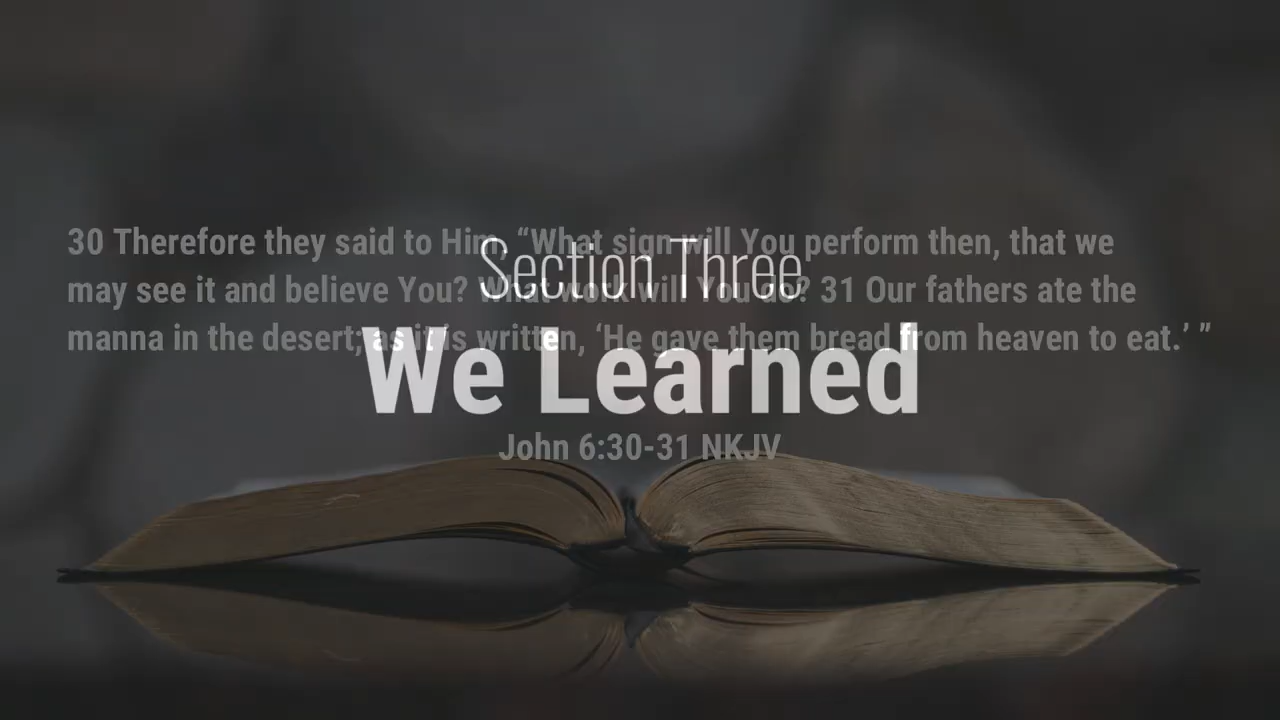 30 Therefore they said to Him, “What sign will You perform then, that we
may see it and believe You? What work will You do? 31 Our fathers ate the
manna in the desert; as it is written, ‘He gave them bread from heaven to eat.’ ”
Section Three
We Learned
John 6:30-31 NKJV